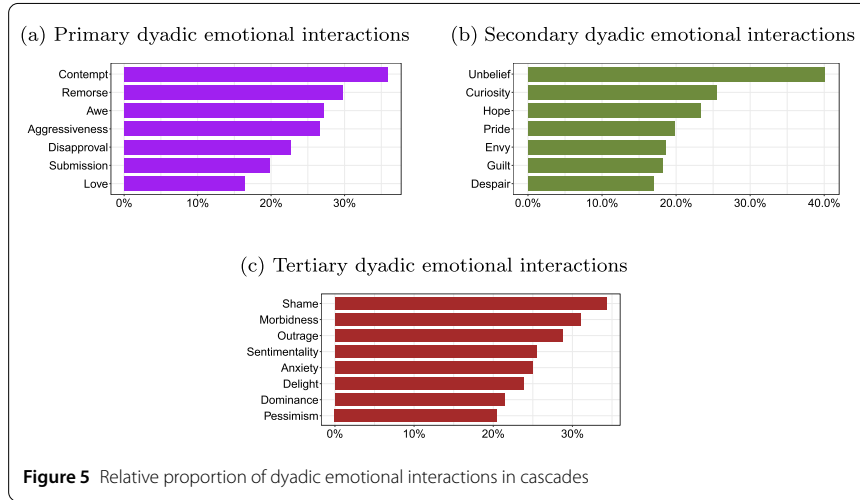 (a) Primary dyadic emotional interactions
Contempt
Remorse
Awe
Aggressiveness
Disapproval
Submission
Love
0% 10% 20% 30%
(b) Secondary dyadic emotional interactions
Unbelief
Curiosity
Hope
Pride
Envy
Guilt
Despair
0.0% 10.0% 20.0% 30.0% 40.0%
(c) Tertiary dyadic emotional interactions
Shame
Morbidness
Outrage
Sentimentality
Anxiety
Delight
Dominance
Pessimism
0% 10% 20% 30%
Figure 5 Relative proportion of dyadic emotional interactions in cascades